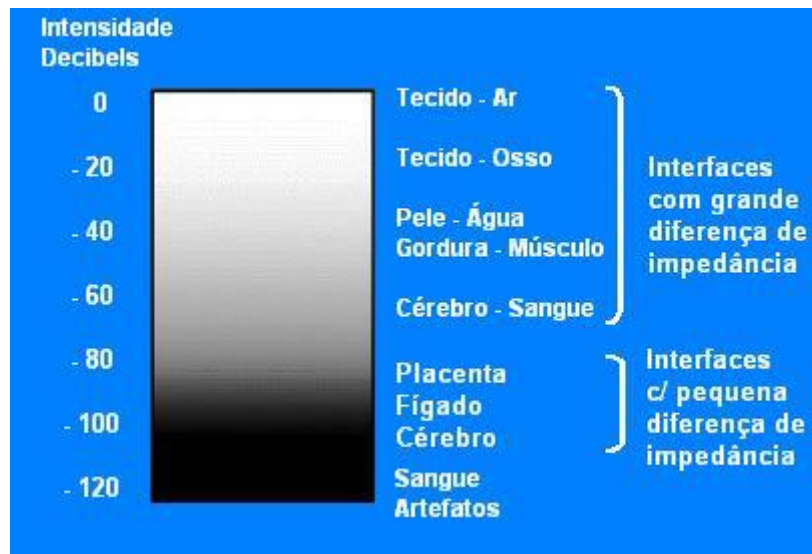 Intensidade
Decibels
0
- 20
- 40
- 60
- 80
- 100
- 120
Tecido - Ar
Tecido - Osso
Pele - Água
Gordura - Músculo
Cérebro - Sangue
Placenta
Fígado
Cérebro
Sangue
Artefatos
Interfaces
com grande
diferença de
impedância
Interfaces
c/ pequena
diferença de
impedância